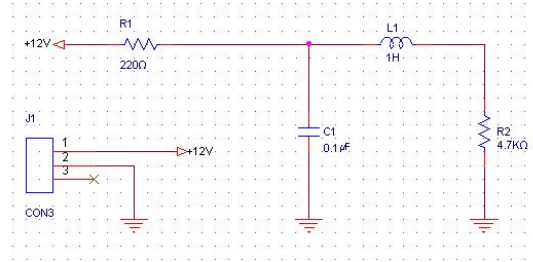 R1
L1
+12V
220Ω
1H
J1
C1
0.1µF
R2
4.7KΩ
1
2
3
+12V
CON3